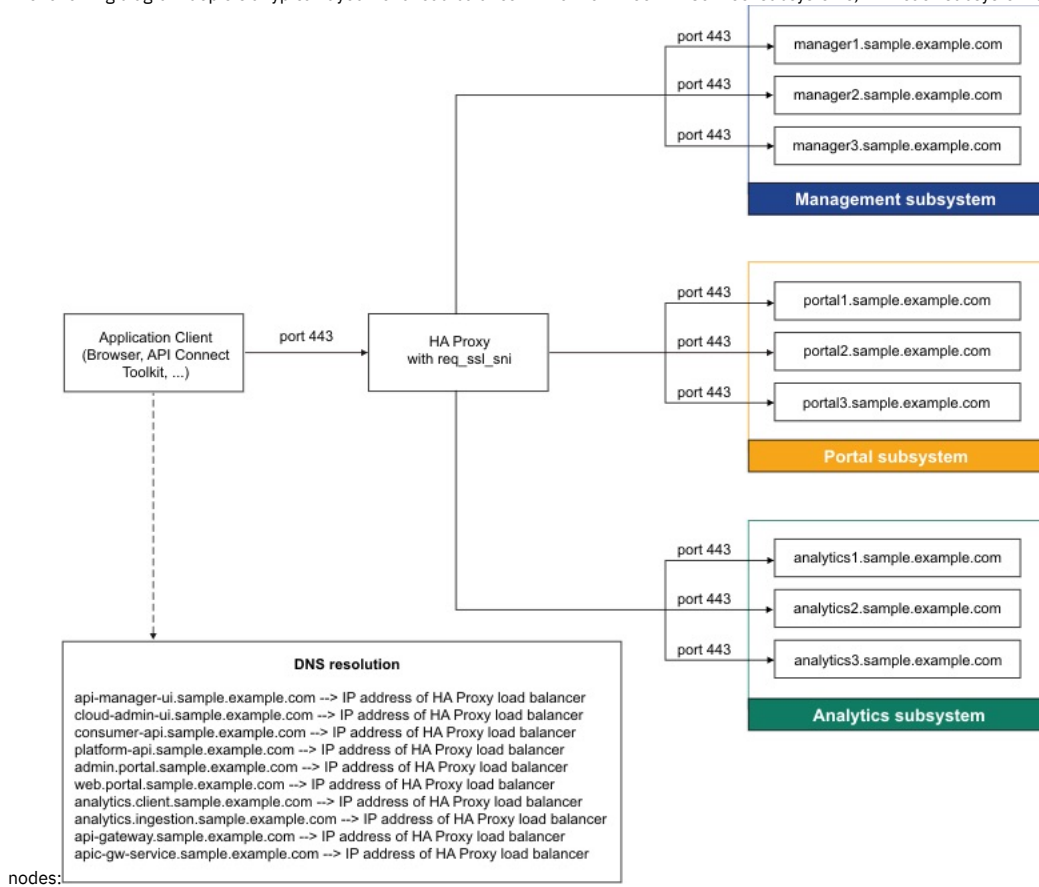 port 443
manager1.sample.example.com
port 443
manager2.sample.example.com
port 443
manager3.sample.example.com
Management subsystem
port 443
portal1.sample.example.com
Application Client
(Browser, API Connect
Toolkit, ...)
port 443
HA Proxy
with req_ssl_sni
port 443
portal2.sample.example.com
port 443
portal3.sample.example.com
Portal subsystem
port 443
analytics1.sample.example.com
port 443
analytics2.sample.example.com
port 443
analytics3.sample.example.com
Analytics subsystem
DNS resolution
api-manager-ui.sample.example.com --> IP address of HA Proxy load balancer
cloud-admin-ui.sample.example.com --> IP address of HA Proxy load balancer
consumer-api.sample.example.com --> IP address of HA Proxy load balancer
platform-api.sample.example.com --> IP address of HA Proxy load balancer
admin.portal.sample.example.com --> IP address of HA Proxy load balancer
web.portal.sample.example.com --> IP address of HA Proxy load balancer
analytics.client.sample.example.com --> IP address of HA Proxy load balancer
analytics.ingestion.sample.example.com --> IP address of HA Proxy load balancer
api-gateway.sample.example.com --> IP address of HA Proxy load balancer
apic-gw-service.sample.example.com --> IP address of HA Proxy load balancer
nodes: